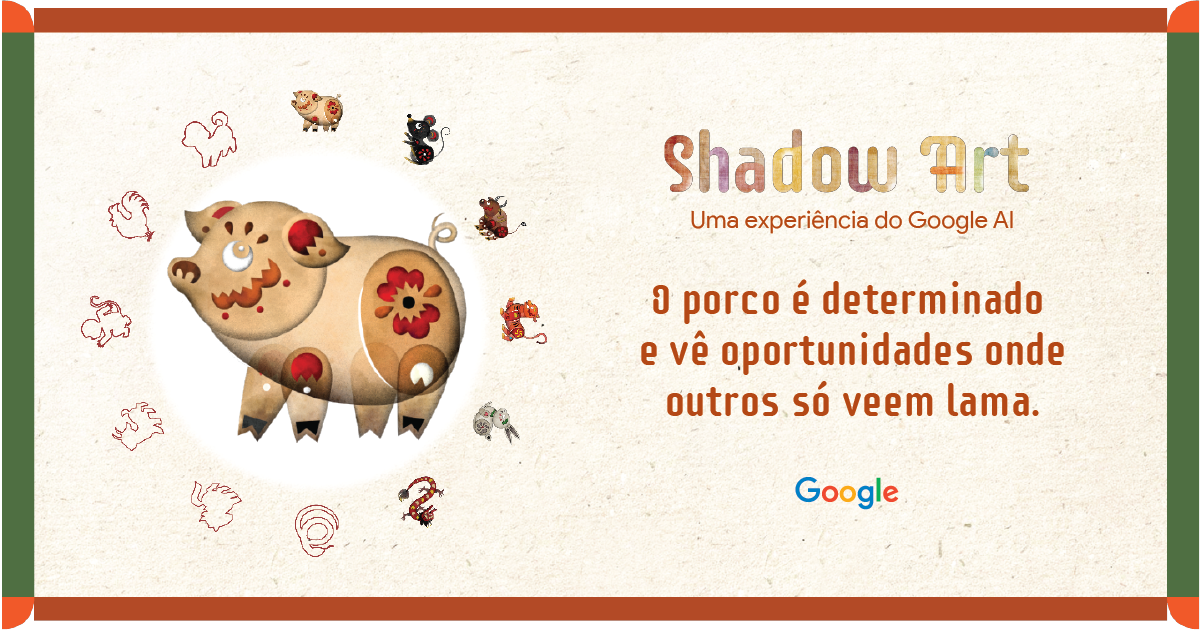 Shadow Art
Uma experiência do Google AI
O porco é determinado
e vê oportunidades onde
outros só veem lama.
Google